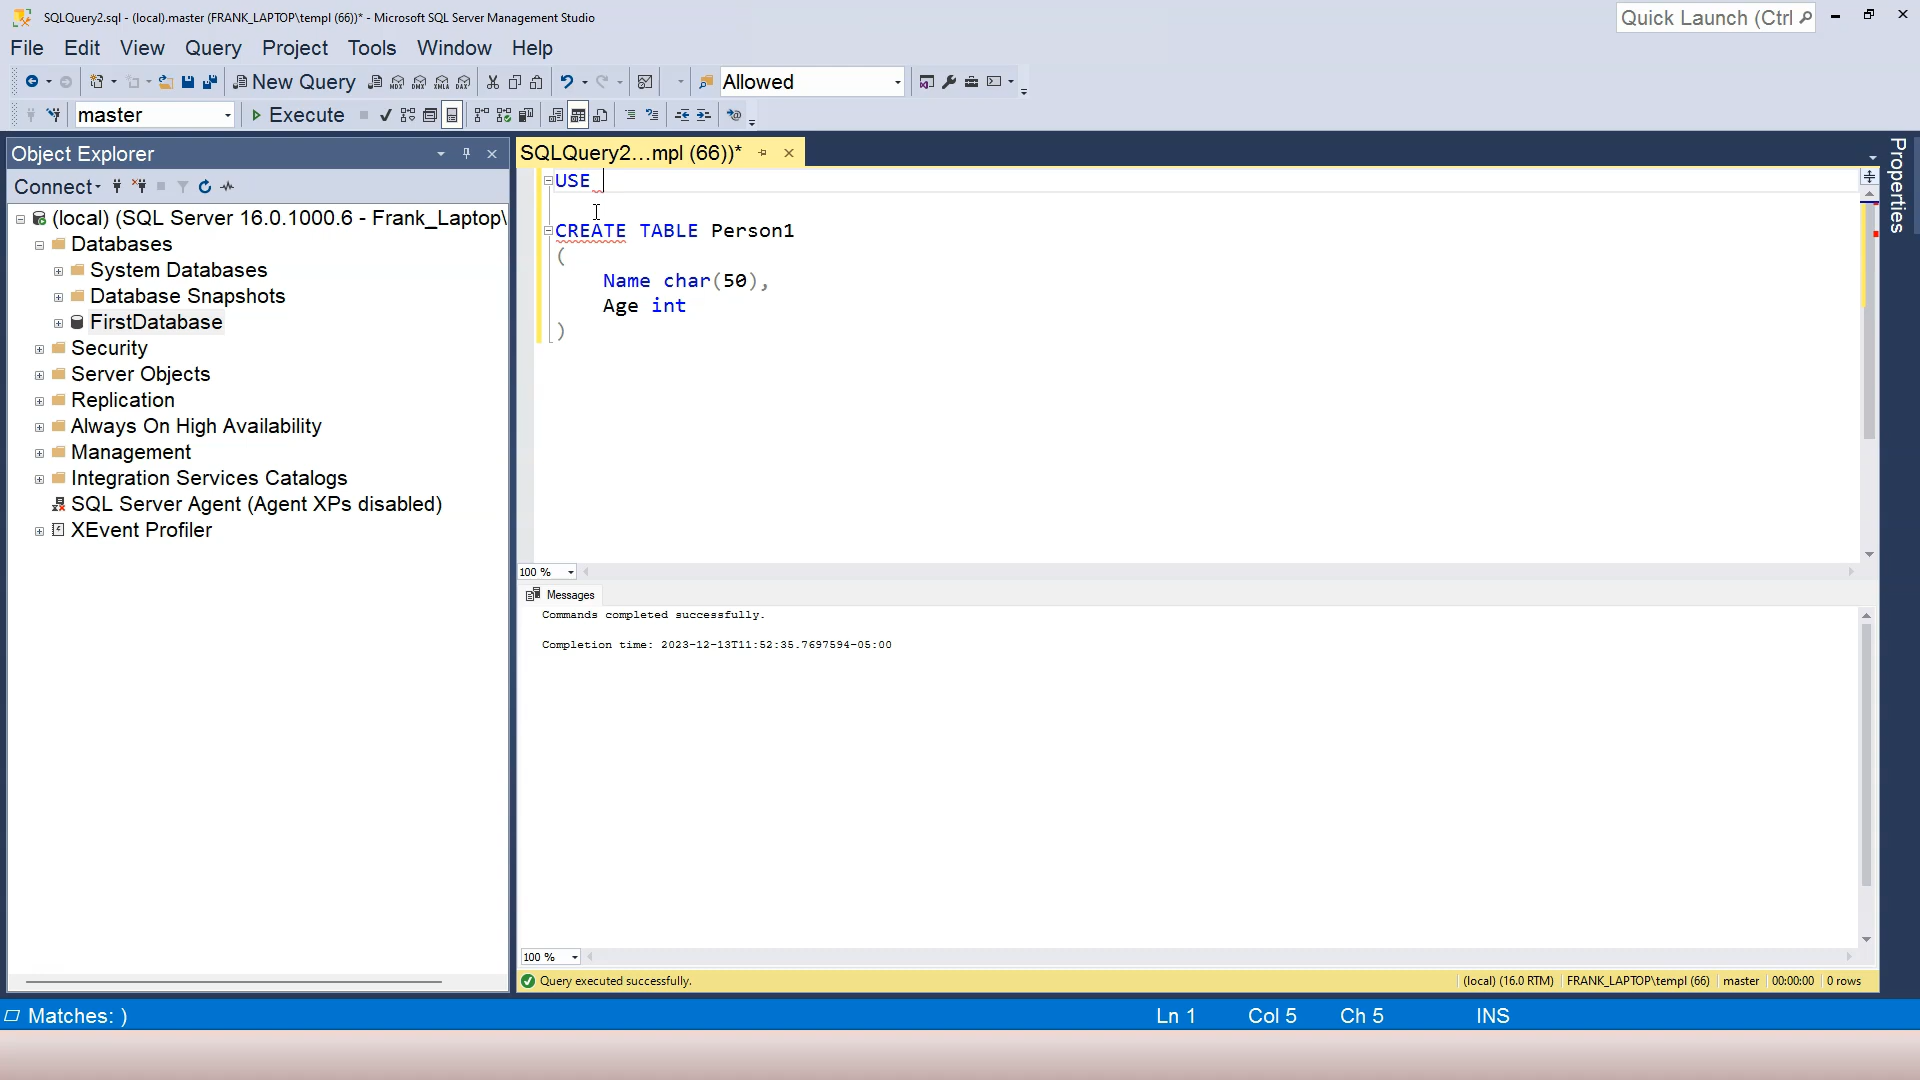 SQLQuery2.sql - (local).master (FRANK_LAPTOP\templ (66))* - Microsoft SQL Server Management Studio
Quick Launch (Ctrl
File Edit View Query Project Tools Window Help
New Query
MDX DMX XMLA DAX
Allowed
master
Execute
Object Explorer
Connect
(local) (SQL Server 16.0.1000.6 - Frank_Laptop\
Databases
System Databases
Database Snapshots
FirstDatabase
Security
Server Objects
Replication
Always On High Availability
Management
Integration Services Catalogs
SQL Server Agent (Agent XPs disabled)
XEvent Profiler
SQLQuery2...mpl (66))*
USE
CREATE TABLE Person1
(
Name char(50),
Age int
)
100 %
Messages
Commands completed successfully.
Completion time: 2023-12-13T11:52:35.7697594-05:00
100 %
Query executed successfully.
(local) (16.0 RTM) FRANK_LAPTOP\templ (66) master 00:00:00 0 rows
Properties
Matches: )
Ln 1 Col 5 Ch 5 INS